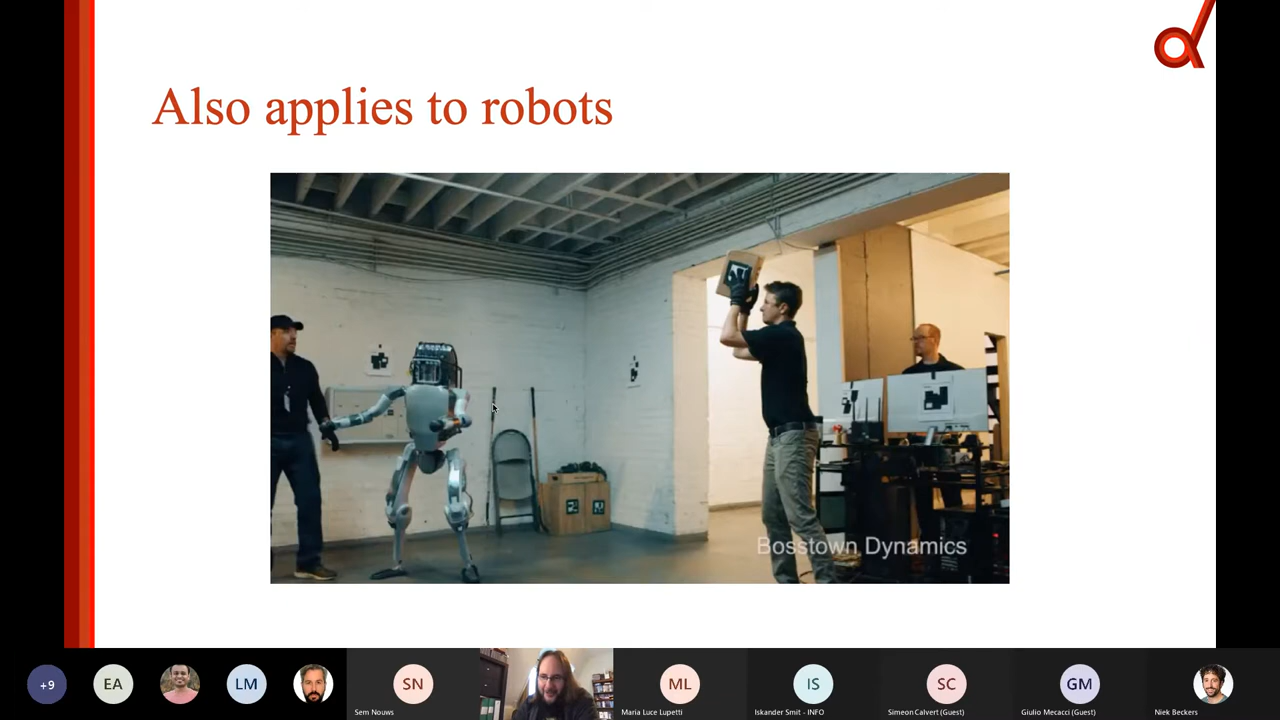 Also applies to robots
Bosstown Dynamics
+9
EA
LM
SN
ML
IS
SC
GM
Sem Nouws
Maria Luce Lupetti
Iskander Smit - INFO
Simeon Calvert (Guest)
Giulio Mecacci (Guest)
Niek Beckers